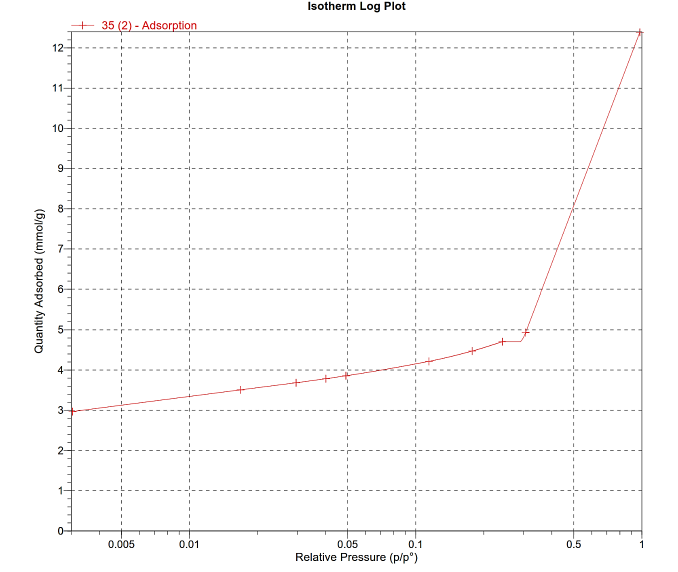 Isotherm Log Plot
35 (2) - Adsorption
12
11
10
9
8
7
6
5
4
3
2
1
0
Quantity Adsorbed (mmol/g)
0.005 0.01 0.05 0.1 0.5 1
Relative Pressure (p/p°)